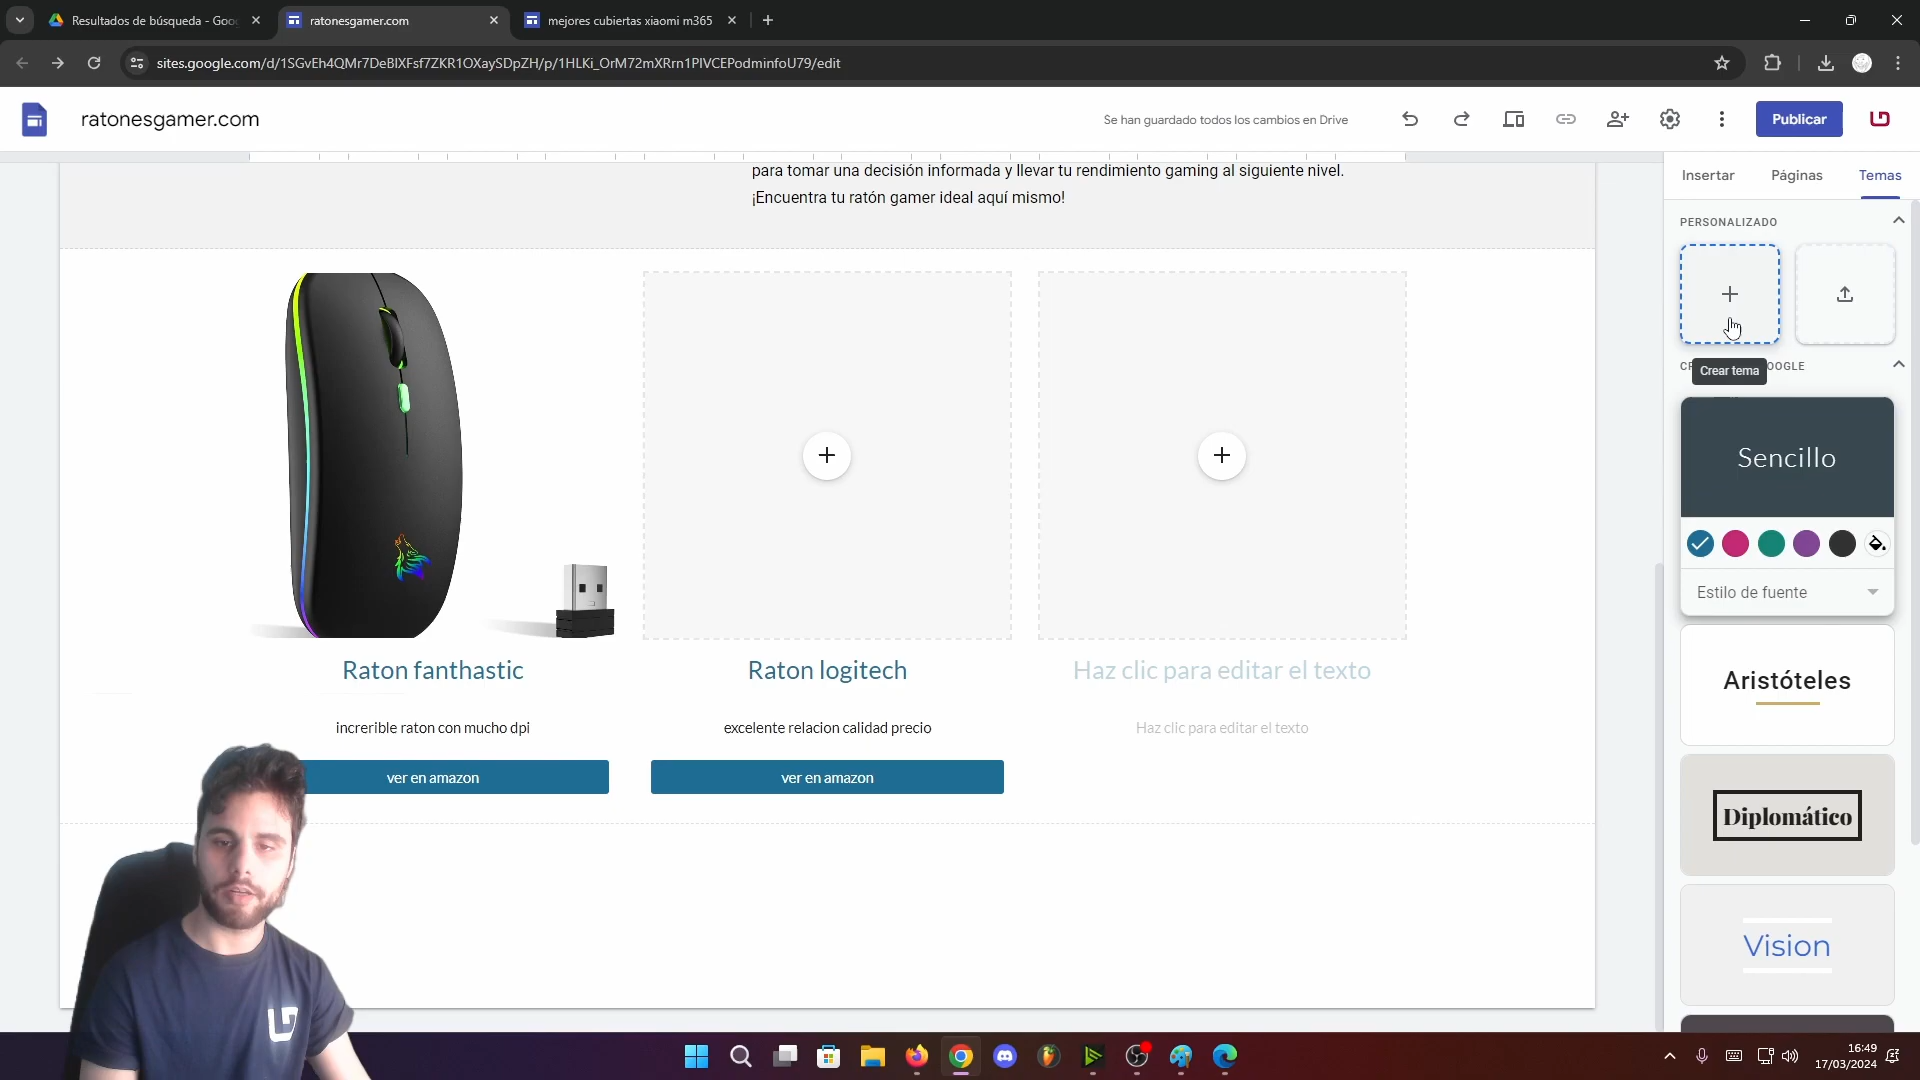 Resultados de búsqueda - Goo
ratonesgamer.com
mejores cubiertas xiaomi m365
sites.google.com/d/1SGvEh4QMr7DeBlXFsf7ZKR1OXaySDpZH/p/1HLKi_OrM72mXRrn1PlVCEPodminfoU79/edit
ratonesgamer.com
Se han guardado todos los cambios en Drive
Publicar
Insertar
Páginas
Temas
para tomar una decisión informada y llevar tu rendimiento gaming al siguiente nivel.
¡Encuentra tu ratón gamer ideal aquí mismo!
PERSONALIZADO
Crear tema
OOGLE
Sencillo
Estilo de fuente
Aristóteles
Diplomático
Vision
Raton fanthastic
Raton logitech
Haz clic para editar el texto
increrible raton con mucho dpi
excelente relacion calidad precio
Haz clic para editar el texto
ver en amazon
ver en amazon
16:49
17/03/2024